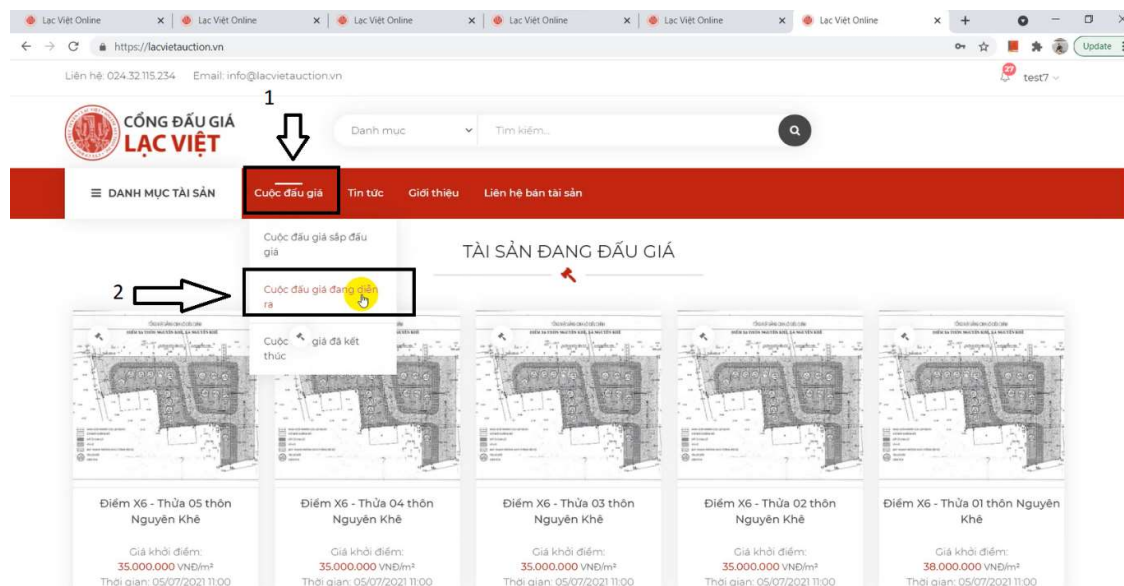 Lạc Việt Online
Lạc Việt Online
Lạc Việt Online
Lạc Việt Online
Lạc Việt Online
Lạc Việt Online
https://lacvietauction.vn
Update
Liên hệ: 024.32.115.234 Email: info@lacvietauction.vn
27
test7
1
CỔNG ĐẤU GIÁ
LẠC VIỆT
Danh mục
Tìm kiếm...
DANH MỤC TÀI SẢN
Cuộc đấu giá
Tin tức
Giới thiệu
Liên hệ bán tài sản
Cuộc đấu giá sắp đấu
giá
TÀI SẢN ĐANG ĐẤU GIÁ
2
Cuộc đấu giá đang diễn
ra
Cuộc giá đã kết
thúc
Điểm X6 - Thửa 05 thôn
Nguyên Khê
Giá khởi điểm:
35.000.000 VNĐ/m²
Thời gian: 05/07/2021 11:00
Điểm X6 - Thửa 04 thôn
Nguyên Khê
Giá khởi điểm:
35.000.000 VNĐ/m²
Thời gian: 05/07/2021 11:00
Điểm X6 - Thửa 03 thôn
Nguyên Khê
Giá khởi điểm:
35.000.000 VNĐ/m²
Thời gian: 05/07/2021 11:00
Điểm X6 - Thửa 02 thôn
Nguyên Khê
Giá khởi điểm:
35.000.000 VNĐ/m²
Thời gian: 05/07/2021 11:00
Điểm X6 - Thửa 01 thôn Nguyên
Khê
Giá khởi điểm:
38.000.000 VNĐ/m²
Thời gian: 05/07/2021 11:00